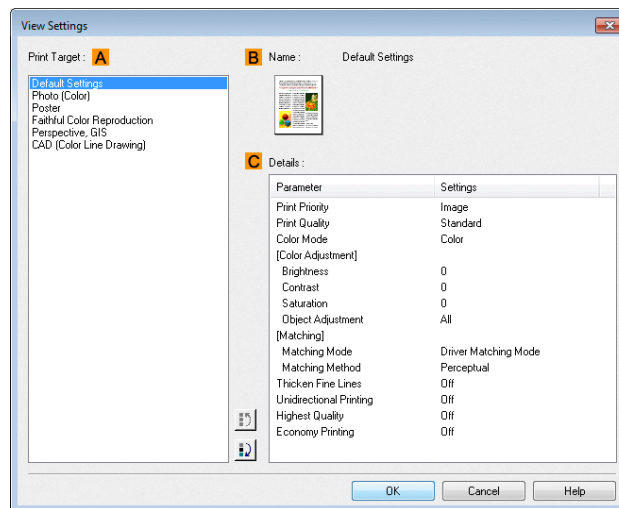 View Settings
Print Target : A
Default Settings
Photo (Color)
Poster
Faithful Color Reproduction
Perspective, GIS
CAD (Color Line Drawing)
B Name : Default Settings
C Details :
Parameter Settings
Print Priority Image
Print Quality Standard
Color Mode Color
[Color Adjustment]
Brightness 0
Contrast 0
Saturation 0
Object Adjustment All
[Matching]
Matching Mode Driver Matching Mode
Matching Method Perceptual
Thicken Fine Lines Off
Unidirectional Printing Off
Highest Quality Off
Economy Printing Off
OK Cancel Help